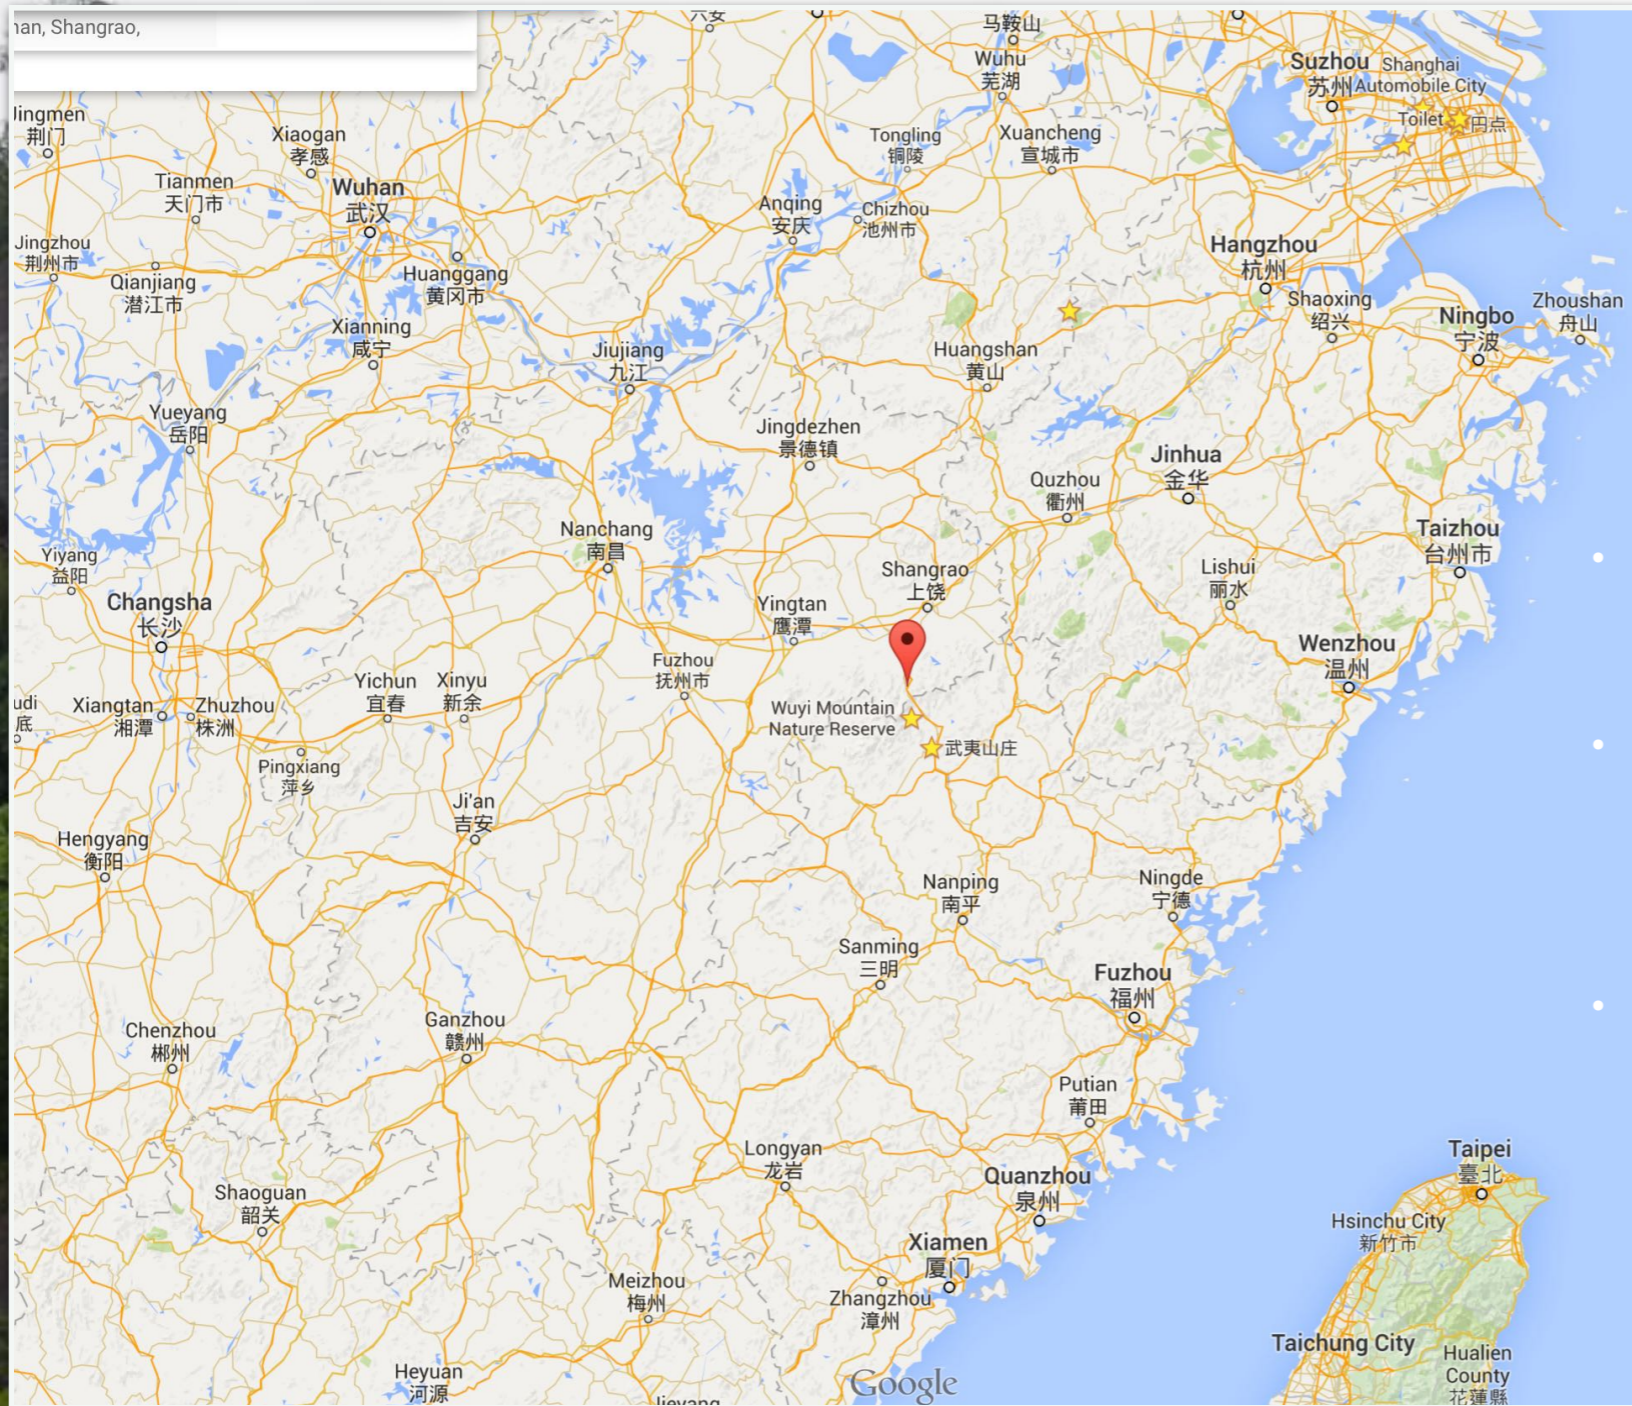 nan, Shangrao,
六安
马鞍山
Wuhu
芜湖
Suzhou
苏州
Shanghai
Automobile City
Toilet
円点
Jingmen
荆门
Xiaogan
孝感
Tongling
铜陵
Xuancheng
宣城市
Tianmen
天门市
Wuhan
武汉
Anqing
安庆
Chizhou
池州市
Jingzhou
荆州市
Qianjiang
潜江市
Huanggang
黄冈市
Hangzhou
杭州
Shaoxing
绍兴
Ningbo
宁波
Zhoushan
舟山
Xianning
咸宁
Jiujiang
九江
Huangshan
黄山
Yueyang
岳阳
Jingdezhen
景德镇
Quzhou
衢州
Jinhua
金华
Nanchang
南昌
Taizhou
台州市
Yiyang
益阳
Shangrao
上饶
Lishui
丽水
Changsha
长沙
Yingtan
鹰潭
Wenzhou
温州
Fuzhou
抚州市
Yichun
宜春
Xinyu
新余
udi
底
Xiangtan
湘潭
Zhuzhou
株洲
Wuyi Mountain
Nature Reserve
武夷山庄
Pingxiang
萍乡
Ji'an
吉安
Hengyang
衡阳
Nanping
南平
Ningde
宁德
Sanming
三明
Fuzhou
福州
Chenzhou
郴州
Ganzhou
赣州
Putian
莆田
Longyan
龙岩
Quanzhou
泉州
Taipei
臺北
Shaoguan
韶关
Hsinchu City
新竹市
Xiamen
厦门
Meizhou
梅州
Zhangzhou
漳州
Taichung City
Hualien
County
花蓮縣
Heyuan
河源
Google
Jieyang